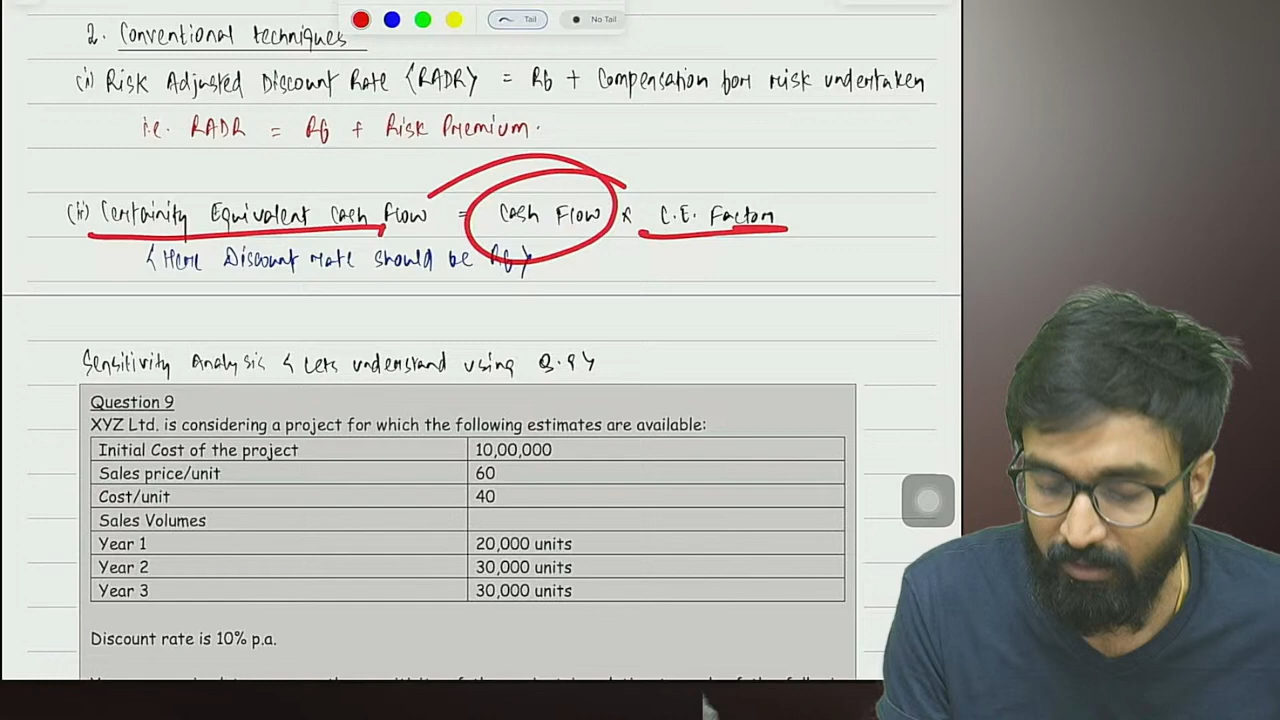 Tail
No Tail
2. Conventional techniques
(i) Risk Adjusted Discount Rate (RADR) = Rf + Compensation for risk undertaken
i.e. RADR = Rf + Risk Premium.
(ii) Certainity Equivalent Cash flow = Cash Flow x C.E. Factor
(Here Discount rate should be Rf)
Sensitivity Analysis ( Lets understand using Q.9)
Question 9
XYZ Ltd. is considering a project for which the following estimates are available:
Initial Cost of the project 10,00,000
Sales price/unit 60
Cost/unit 40
Sales Volumes
Year 1 20,000 units
Year 2 30,000 units
Year 3 30,000 units
Discount rate is 10% p.a.